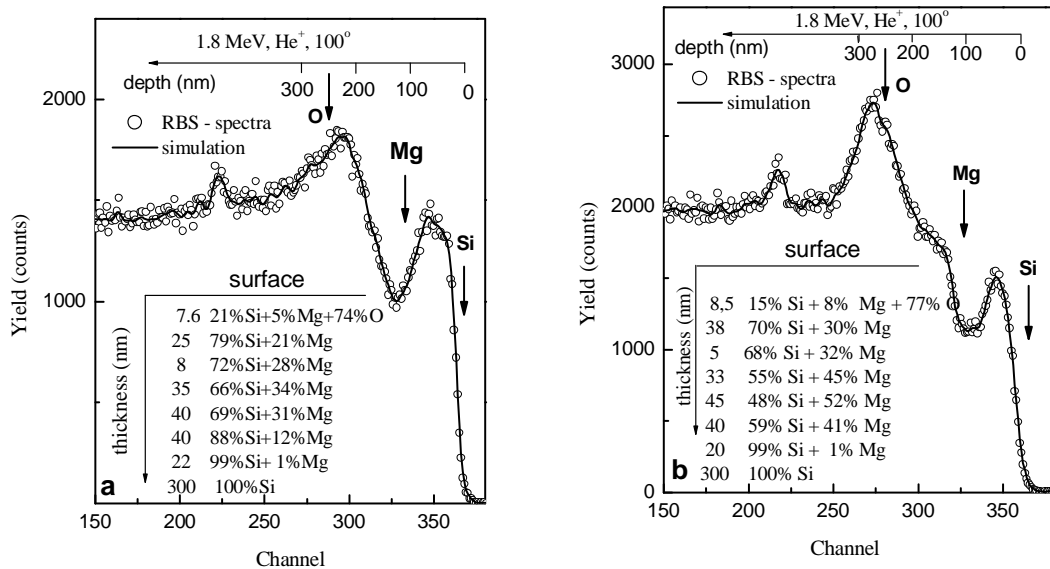 1.8 MeV, He+, 100o
depth (nm)
300 200 100 0
O
RBS - spectra
simulation
Mg
Si
surface
7.6 21%Si+5%Mg+74%O
25 79%Si+21%Mg
8 72%Si+28%Mg
35 66%Si+34%Mg
40 69%Si+31%Mg
40 88%Si+12%Mg
22 99%Si+ 1%Mg
300 100%Si
thickness (nm)
a
Yield (counts)
2000
1000
0
150 200 250 300 350
Channel
1.8 MeV, He+, 100o
depth (nm)
300 200 100 0
O
RBS - spectra
simulation
Mg
Si
surface
8,5 15% Si + 8% Mg + 77% O
38 70% Si + 30% Mg
5 68% Si + 32% Mg
33 55% Si + 45% Mg
45 48% Si + 52% Mg
40 59% Si + 41% Mg
20 99% Si + 1% Mg
300 100% Si
thickness (nm)
b
Yield (counts)
3000
2000
1000
0
150 200 250 300 350
Channel